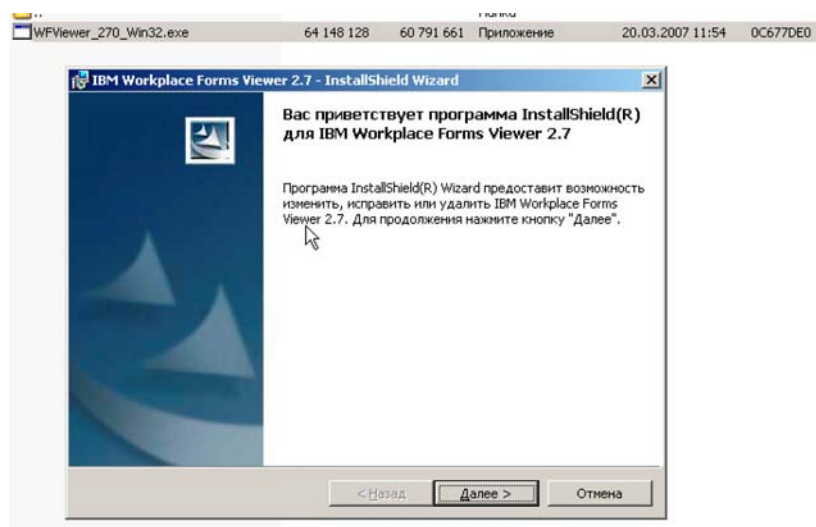 WFViewer_270_Win32.exe 64 148 128 60 791 661 Приложение 20.03.2007 11:54 0C677DE0
IBM Workplace Forms Viewer 2.7 - InstallShield Wizard
Вас приветствует программа InstallShield(R)
для IBM Workplace Forms Viewer 2.7
Программа InstallShield(R) Wizard предоставит возможность
изменить, исправить или удалить IBM Workplace Forms
Viewer 2.7. Для продолжения нажмите кнопку "Далее".
< Назад Далее > Отмена